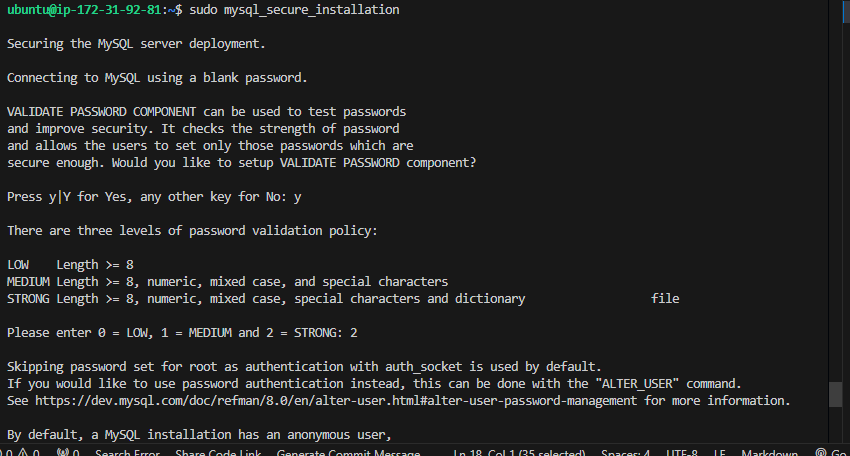 ubuntu@ip-172-31-92-81:~$ sudo mysql_secure_installation
Securing the MySQL server deployment.
Connecting to MySQL using a blank password.
VALIDATE PASSWORD COMPONENT can be used to test passwords
and improve security. It checks the strength of password
and allows the users to set only those passwords which are
secure enough. Would you like to setup VALIDATE PASSWORD component?
Press y|Y for Yes, any other key for No: y
There are three levels of password validation policy:
LOW    Length >= 8
MEDIUM Length >= 8, numeric, mixed case, and special characters
STRONG Length >= 8, numeric, mixed case, special characters and dictionary                  file
Please enter 0 = LOW, 1 = MEDIUM and 2 = STRONG: 2
Skipping password set for root as authentication with auth_socket is used by default.
If you would like to use password authentication instead, this can be done with the "ALTER_USER" command.
See https://dev.mysql.com/doc/refman/8.0/en/alter-user.html#alter-user-password-management for more information.
By default, a MySQL installation has an anonymous user,
0 0 0 Search Error Share Code Link Generate Commit Message Ln 18, Col 1 (35 selected) Spaces: 4 UTF-8 LF Markdown Go